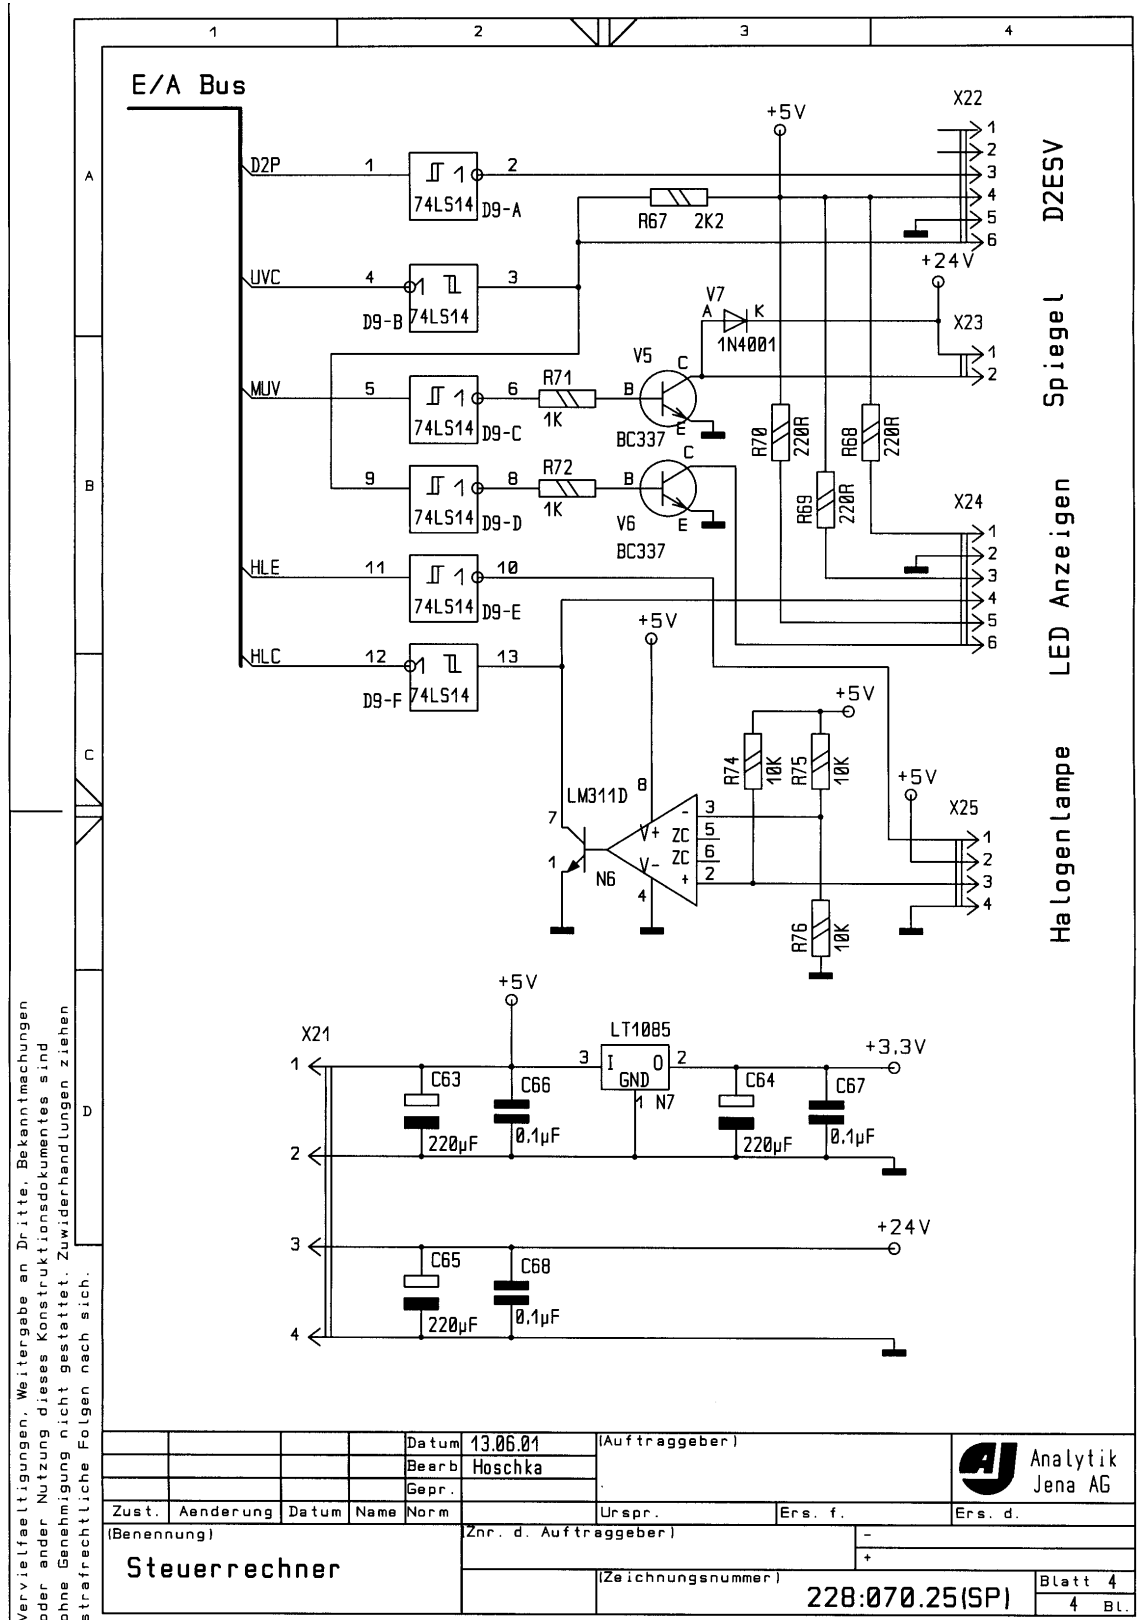 1 2 3 4
A
B
C
D
E/A Bus
D2P 1 74LS14 1 2 D9-A
UVC 4 1 74LS14 3 D9-B
MUV 5 74LS14 1 6 D9-C
9 74LS14 1 8 D9-D
HLE 11 74LS14 1 10 D9-E
HLC 12 1 74LS14 13 D9-F
R67 2K2
+5V
X22
1
2
3
4
5
6
D2ESV
+24V
V7
A K
1N4001
X23
1
2
Spiegel
R71
1K
V5
B C E
BC337
R72
1K
V6
B C E
BC337
R70 220R
R69 220R
R68 220R
X24
1
2
3
4
5
6
LED Anzeigen
+5V
LM311D
8
7
1
N6
V+
V-
4
- 3
ZC 5
ZC 6
+ 2
+5V
R74 10K
R75 10K
R76 10K
+5V
X25
1
2
3
4
Halogenlampe
X21
1
2
3
4
+5V
LT1085
3 I O 2
GND
1 N7
+3,3V
C63
220µF
C66
0,1µF
C64
220µF
C67
0,1µF
+24V
C65
220µF
C68
0,1µF
Vervielfaeltigungen, Weitergabe an Dritte, Bekanntmachungen
oder ander Nutzung dieses Konstruktionsdokumentes sind
ohne Genehmigung nicht gestattet. Zuwiderhandlungen ziehen
strafrechtliche Folgen nach sich.
Datum 13.06.01
Bearb Hoschka
Gepr.
Zust. Aenderung Datum Name Norm
(Auftraggeber)
Urspr. Ers. f. Ers. d.
AJ Analytik
Jena AG
(Benennung)
Steuerrechner
(Znr. d. Auftraggeber)
-
+
(Zeichnungsnummer)
228:070.25(SP)
Blatt 4
4 Bl.